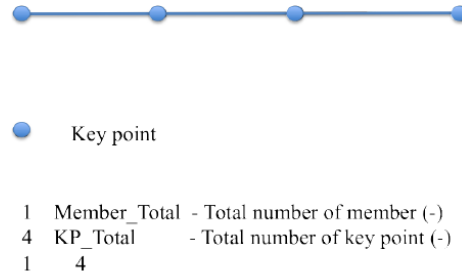 Key point
1 Member_Total - Total number of member (-)
4 KP_Total - Total number of key point (-)
1 4